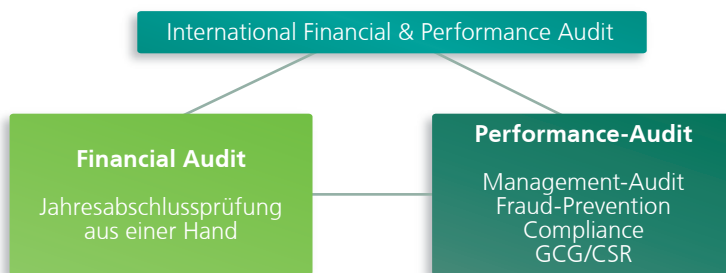 International Financial & Performance Audit
Financial Audit
Jahresabschlussprüfung
aus einer Hand
Performance-Audit
Management-Audit
Fraud-Prevention
Compliance
GCG/CSR